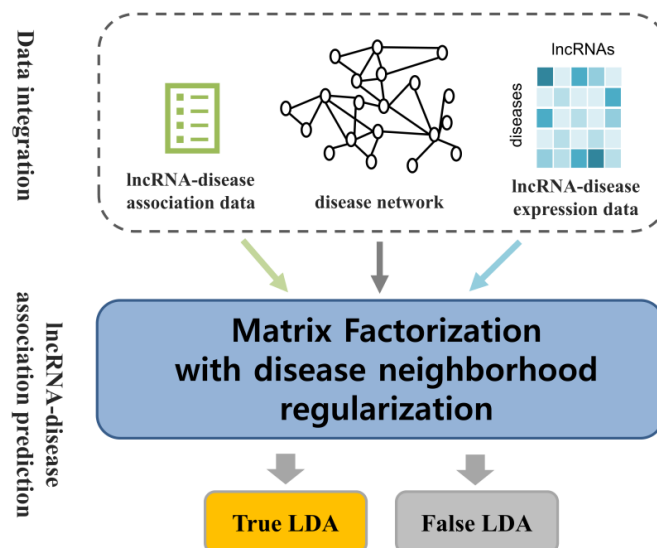 Data integration
lncRNAs
diseases
lncRNA-disease
association data
disease network
lncRNA-disease
expression data
lncRNA-disease
association prediction
Matrix Factorization
with disease neighborhood
regularization
True LDA
False LDA